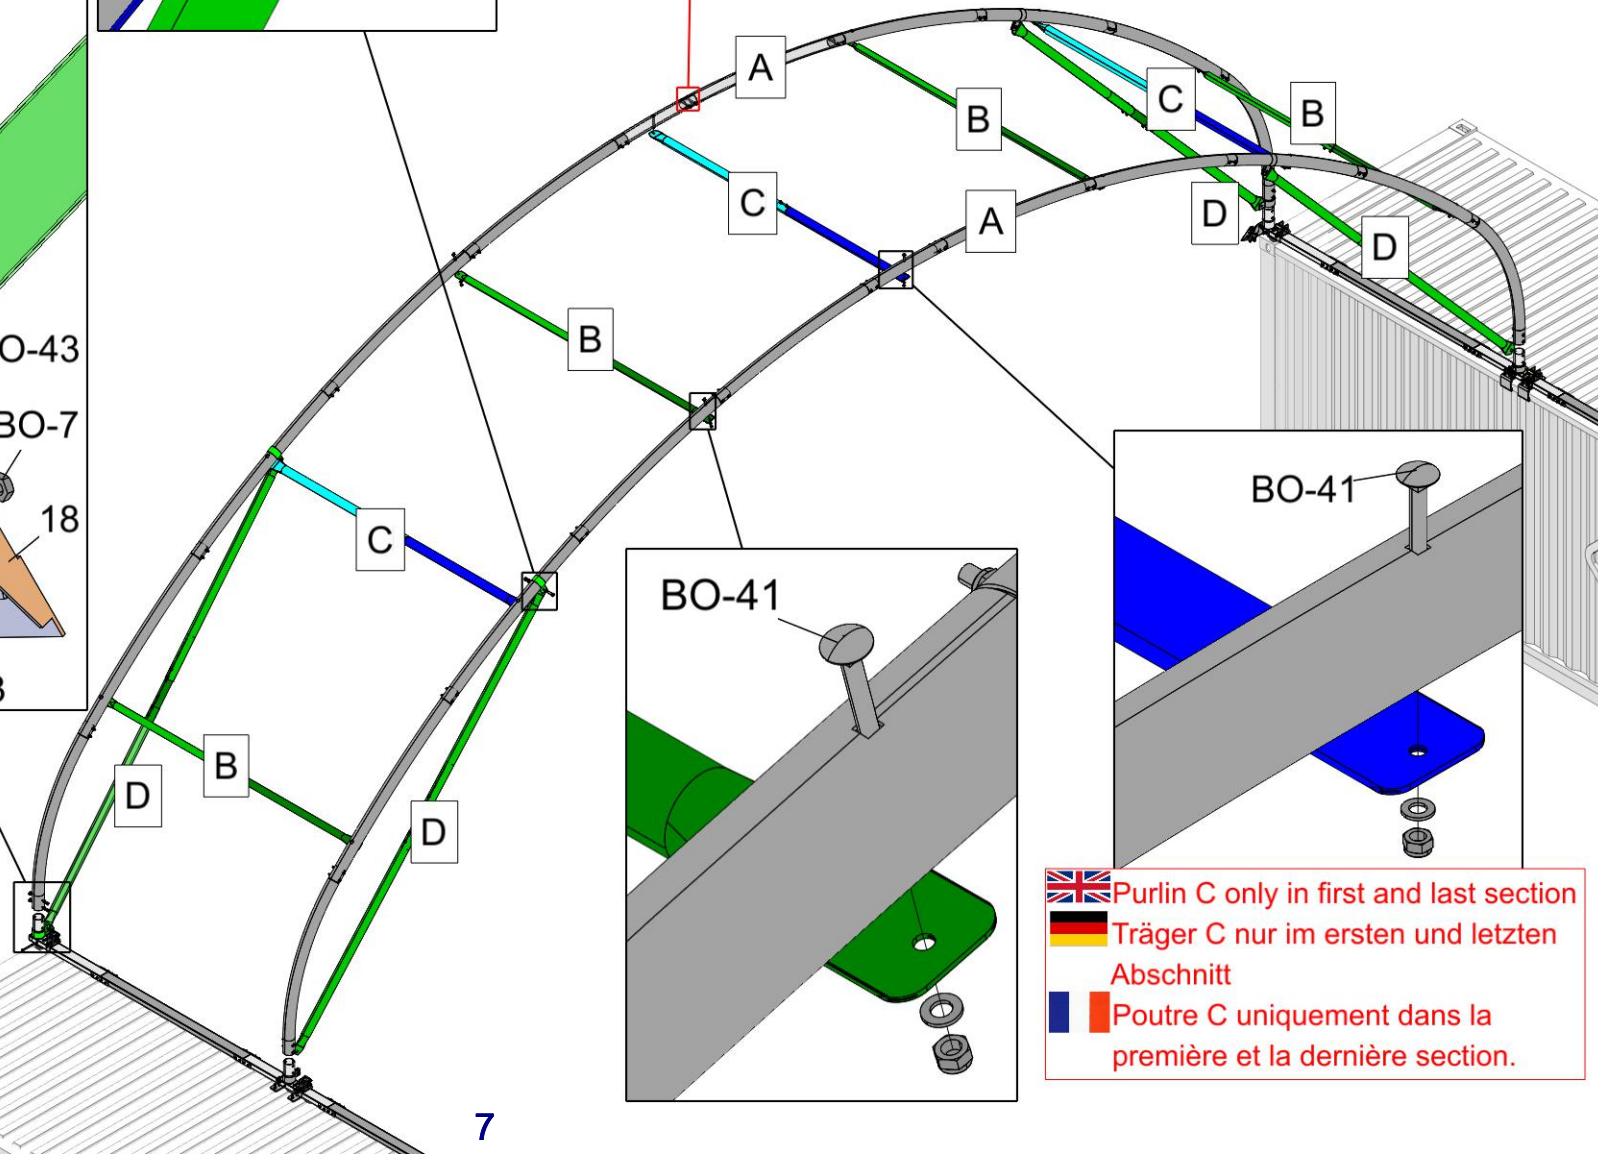 A
A
B
C
B
D
D
C
B
C
B
D
D
O-43
BO-7
18
BO-41
BO-41
Purlin C only in first and last section
Träger C nur im ersten und letzten
Abschnitt
Poutre C uniquement dans la
première et la dernière section.
7